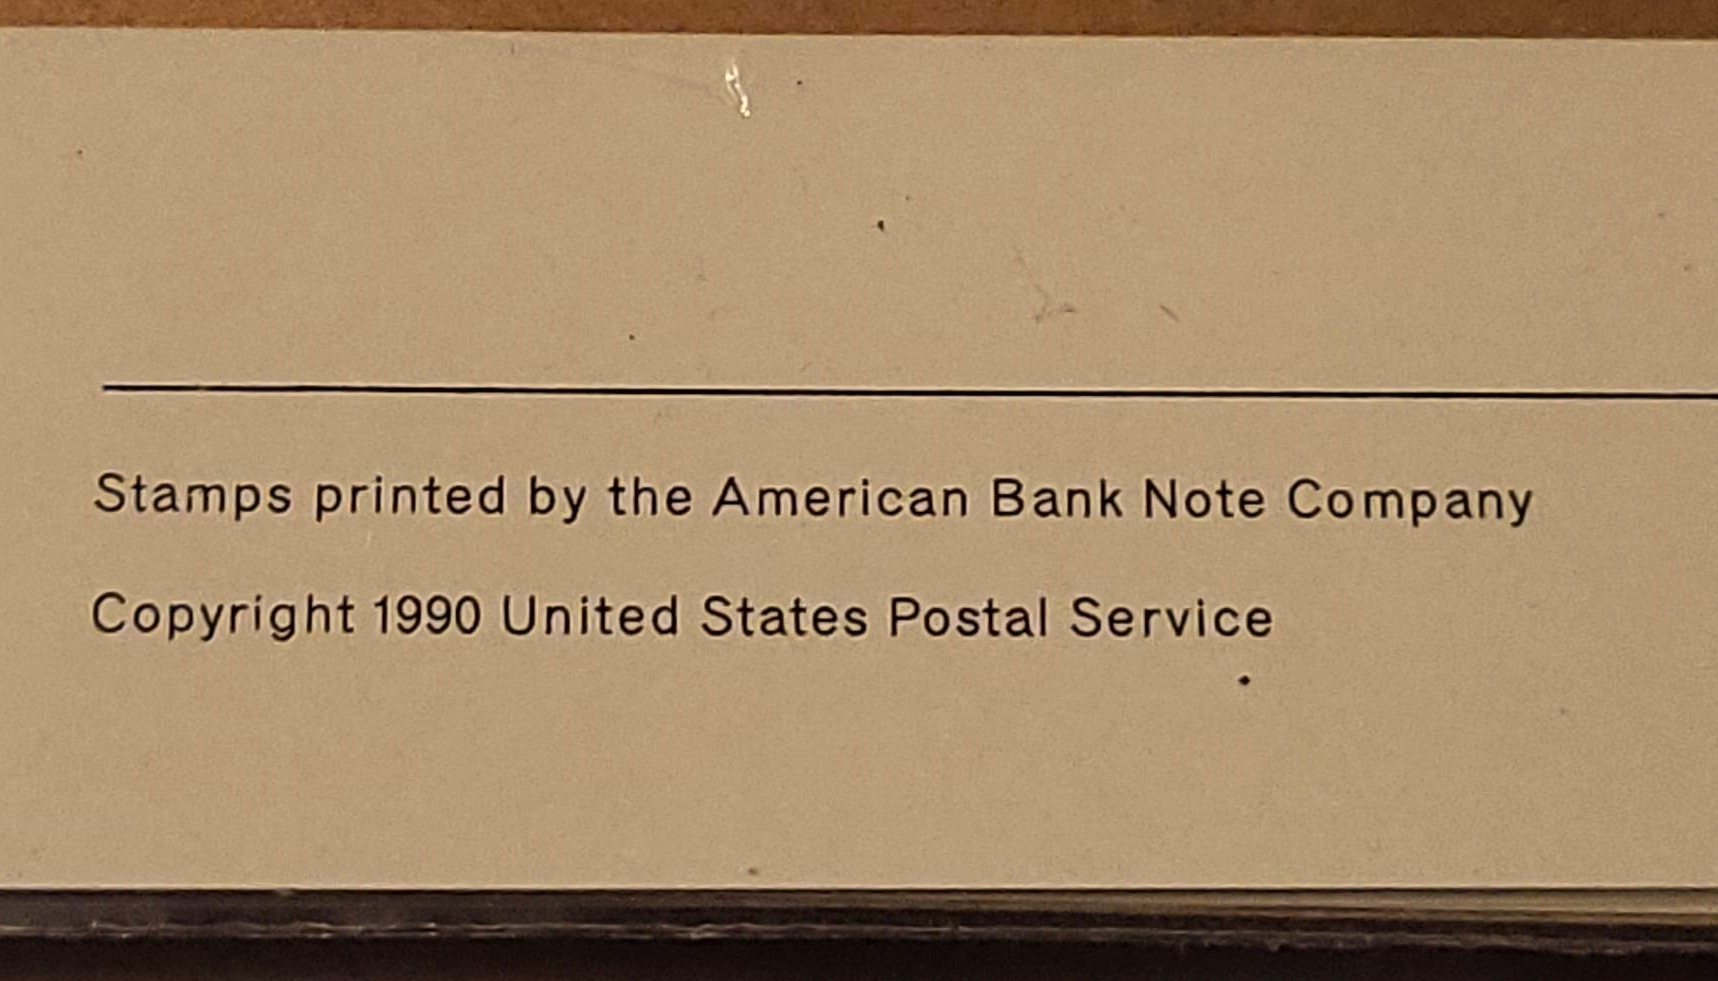 Stamps printed by the American Bank Note Company
Copyright 1990 United States Postal Service